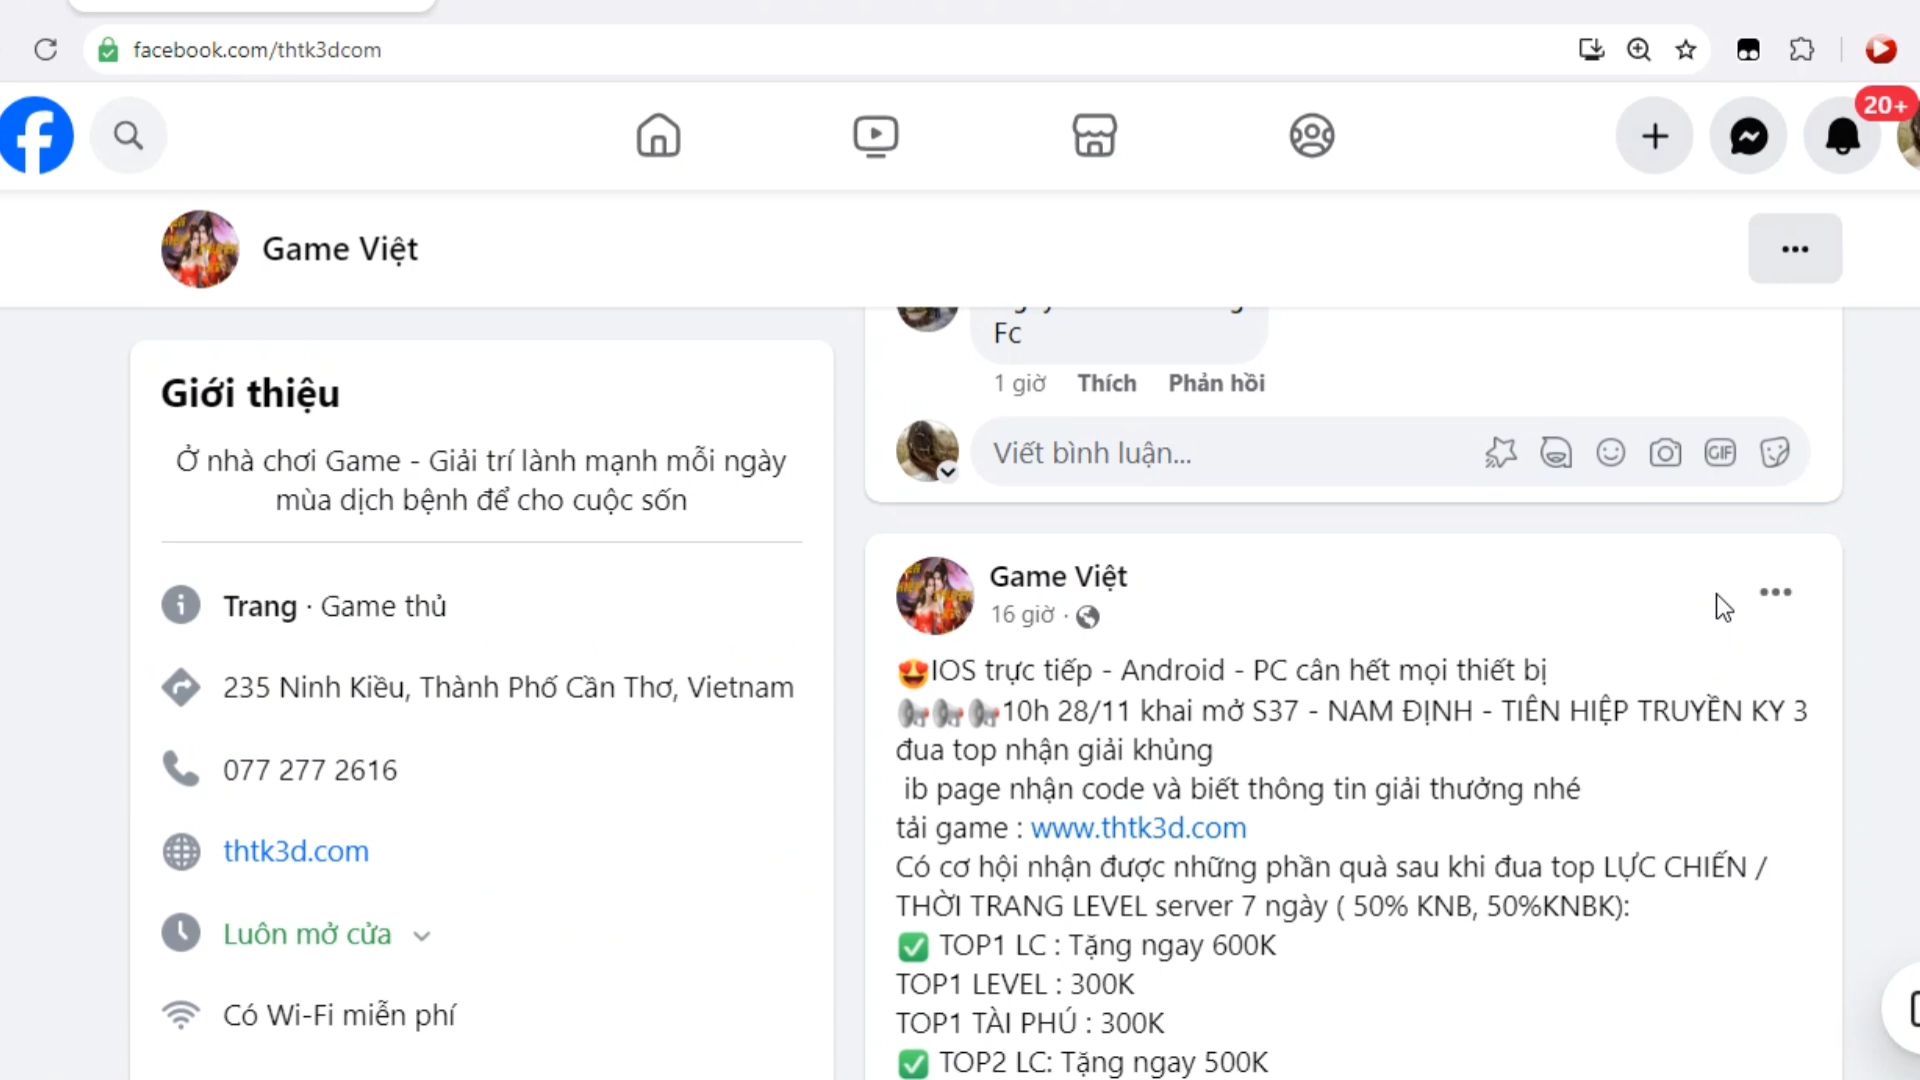 facebook.com/thtk3dcom
20+
Game Việt
Giới thiệu
Ở nhà chơi Game - Giải trí lành mạnh mỗi ngày
mùa dịch bệnh để cho cuộc sốn
Trang · Game thủ
235 Ninh Kiều, Thành Phố Cần Thơ, Vietnam
077 277 2616
thtk3d.com
Luôn mở cửa
Có Wi-Fi miễn phí
Fc
1 giờ Thích Phản hồi
Viết bình luận...
GIF
Game Việt
16 giờ ·
😍IOS trực tiếp - Android - PC cân hết mọi thiết bị
📢📢📢10h 28/11 khai mở S37 - NAM ĐỊNH - TIÊN HIỆP TRUYỀN KY 3
đua top nhận giải khủng
ib page nhận code và biết thông tin giải thưởng nhé
tải game : www.thtk3d.com
Có cơ hội nhận được những phần quà sau khi đua top LỰC CHIẾN /
THỜI TRANG LEVEL server 7 ngày ( 50% KNB, 50%KNBK):
✅ TOP1 LC : Tặng ngay 600K
TOP1 LEVEL : 300K
TOP1 TÀI PHÚ : 300K
✅ TOP2 LC: Tặng ngay 500K